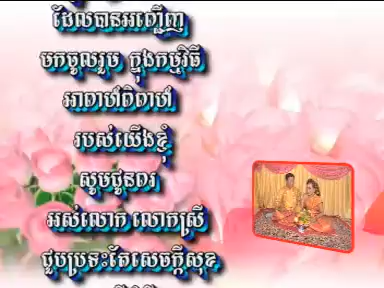 ដែលបានអញ្ជើញ
មកចូលរួម ក្នុងកម្មវិធី
អាពាហ៍ពិពាហ៍
របស់យើងខ្ញុំ
សូមជូនពរ
អស់លោក លោកស្រី
ជួបប្រទះតែសេចក្តីសុខ